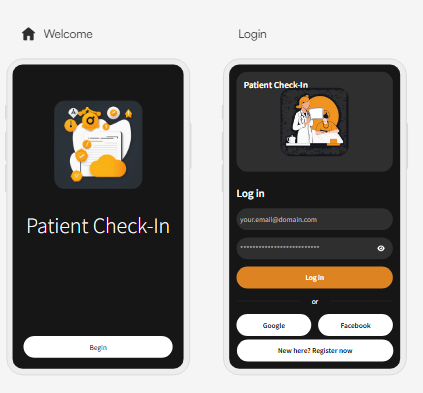 Welcome
Patient Check-In
Begin
Login
Patient Check-In
Log in
your.email@domain.com
Log in
or
Google
Facebook
New here? Register now